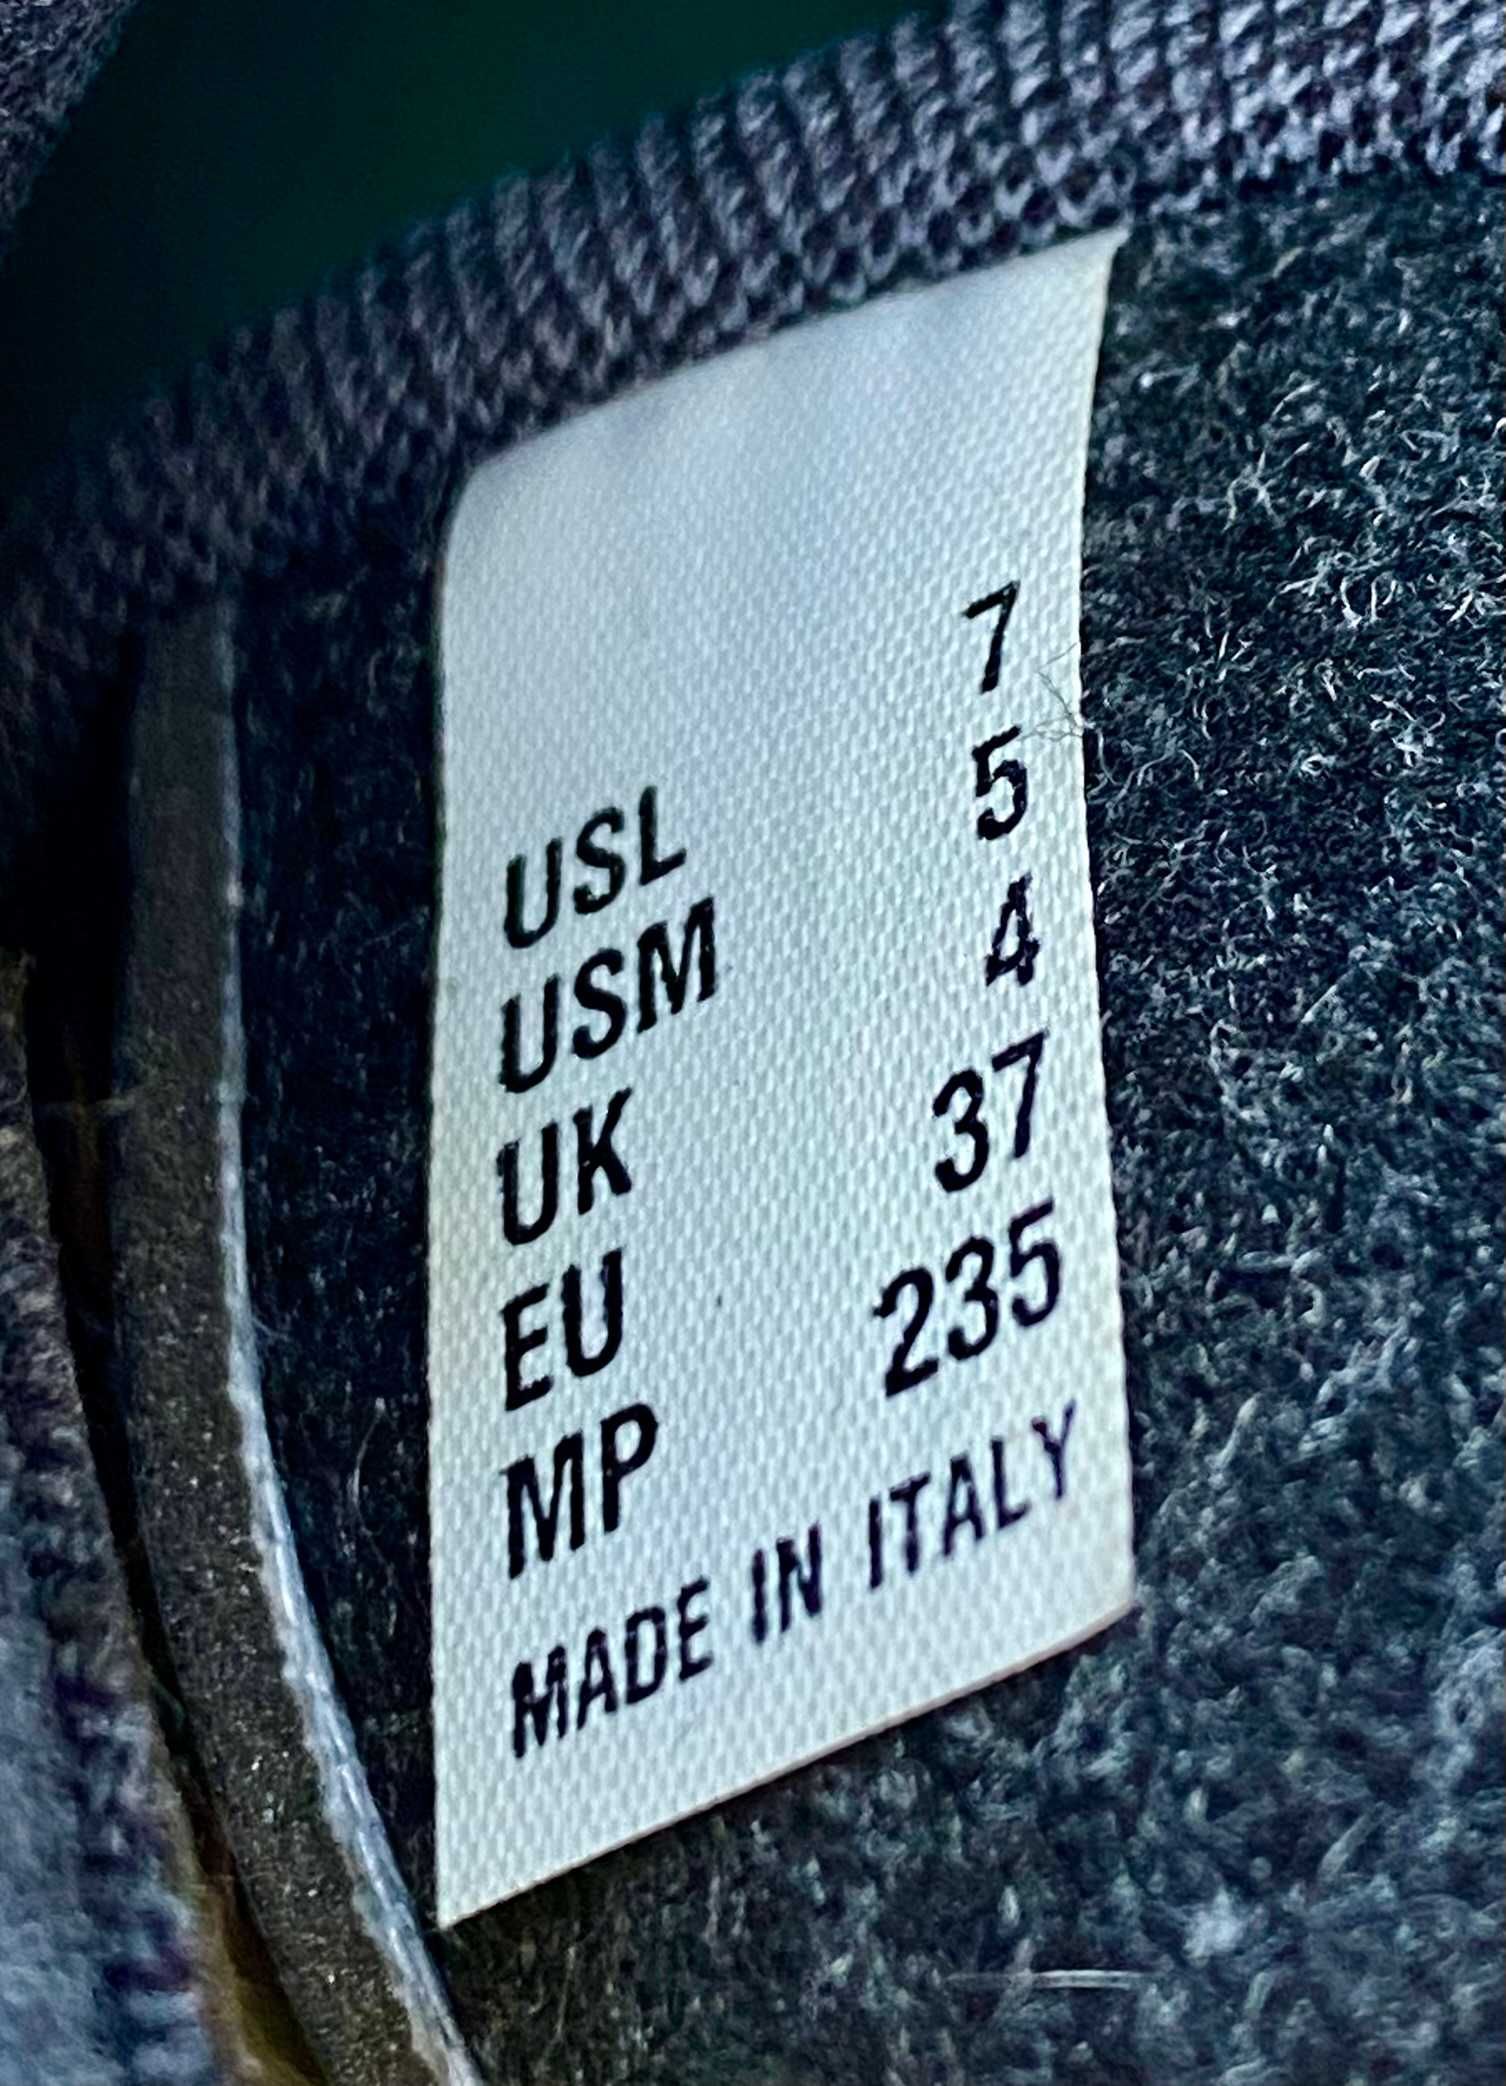 USL 7
USM 5
UK 4
EU 37
MP 235
MADE IN ITALY